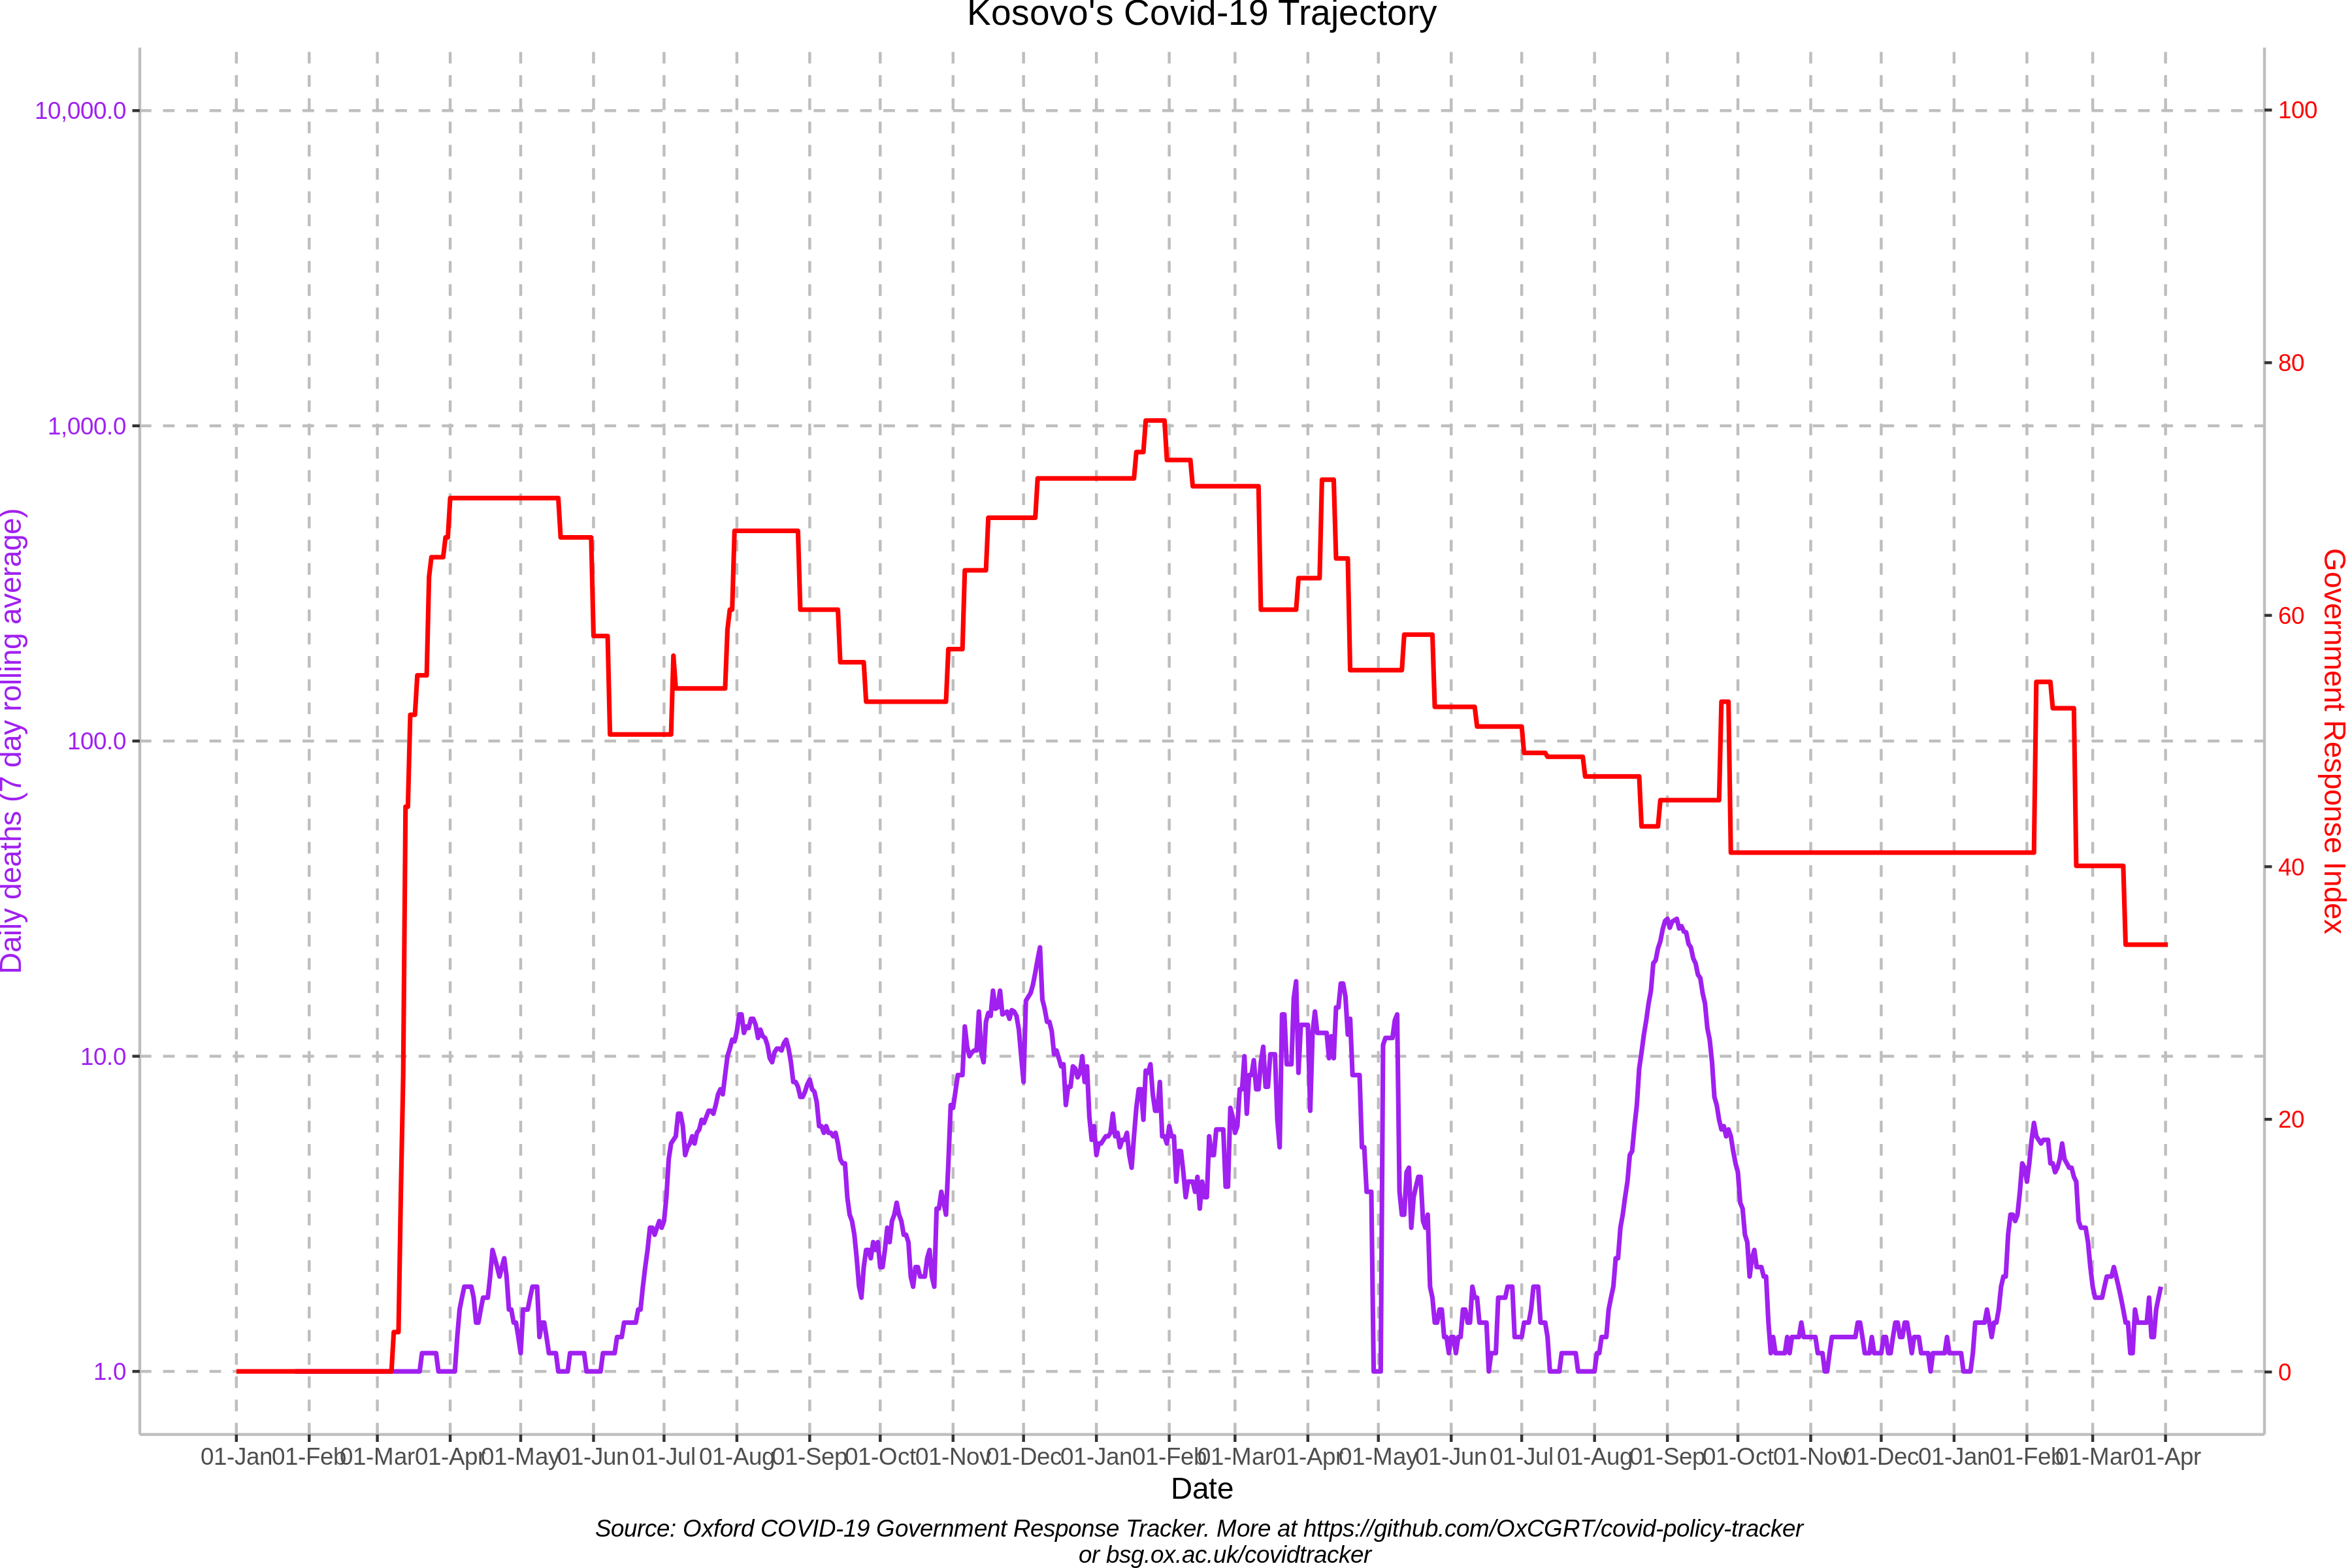 Kosovo's Covid-19 Trajectory
10,000.0
1,000.0
100.0
10.0
1.0
Daily deaths (7 day rolling average)
100
80
60
40
20
0
Government Response Index
01-Jan 01-Feb 01-Mar 01-Apr 01-May 01-Jun 01-Jul 01-Aug 01-Sep 01-Oct 01-Nov 01-Dec 01-Jan 01-Feb 01-Mar 01-Apr 01-May 01-Jun 01-Jul 01-Aug 01-Sep 01-Oct 01-Nov 01-Dec 01-Jan 01-Feb 01-Mar 01-Apr
Date
Source: Oxford COVID-19 Government Response Tracker. More at https://github.com/OxCGRT/covid-policy-tracker
or bsg.ox.ac.uk/covidtracker